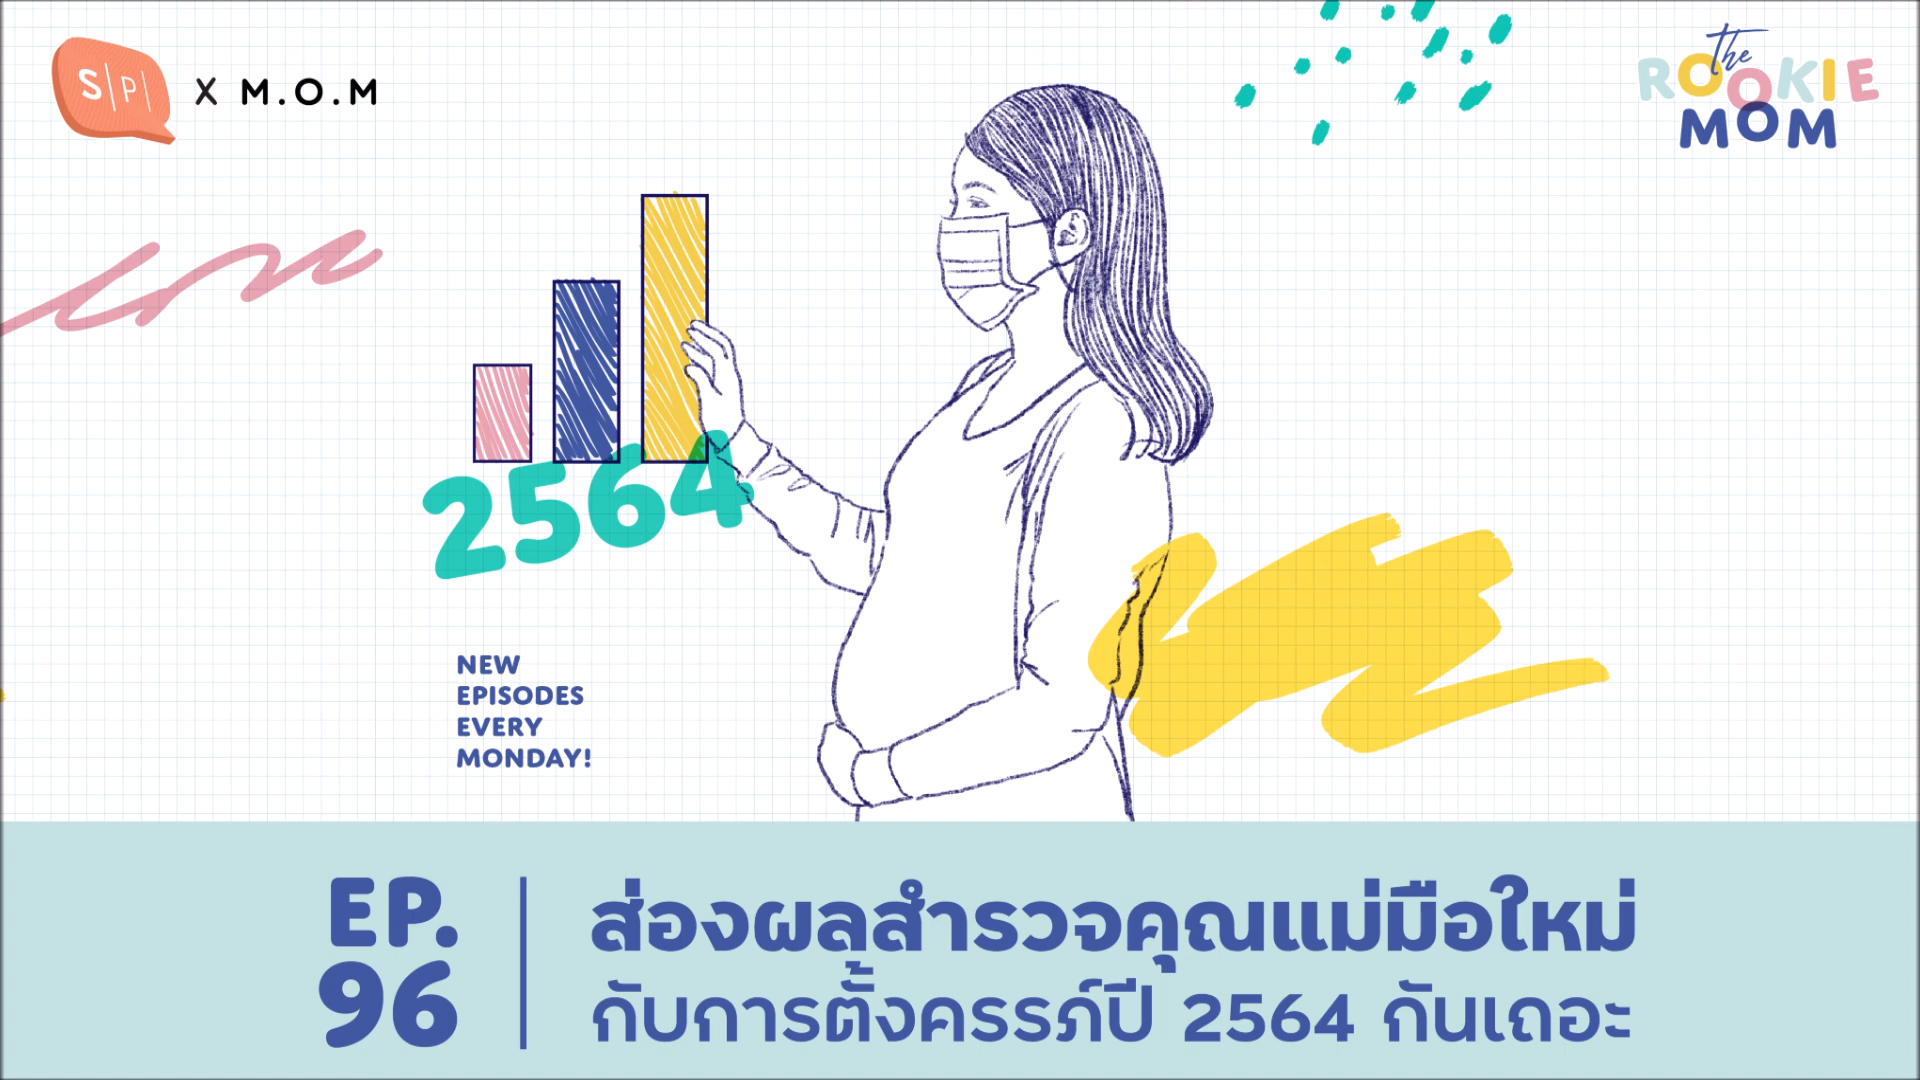 S|P|
X M.O.M
the
ROOKIE
MOM
2564
NEW
EPISODES
EVERY
MONDAY!
EP.
96
ส่องผลสำรวจคุณแม่มือใหม่
กับการตั้งครรภ์ปี 2564 กันเถอะ